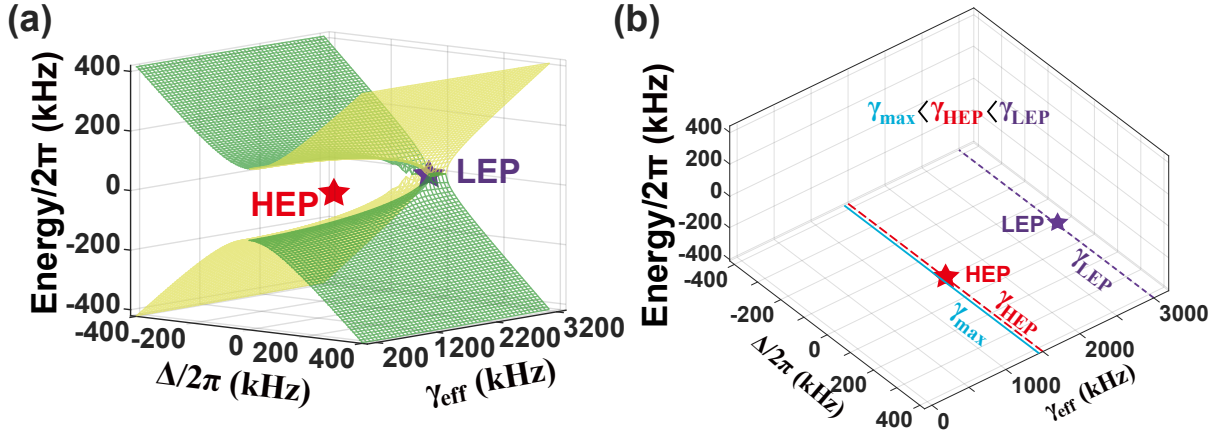 (a)
Energy/2π (kHz)
400
200
0
-200
-400
HEP
LEP
-400
-200
0
200
400
Δ/2π (kHz)
200
1200
2200
3200
γeff (kHz)
(b)
Energy/2π (kHz)
400
200
0
-200
-400
γmax<γHEP<γLEP
LEP
γLEP
HEP
γHEP
γmax
-400
-200
0
200
400
Δ/2π (kHz)
0
1000
2000
3000
γeff (kHz)